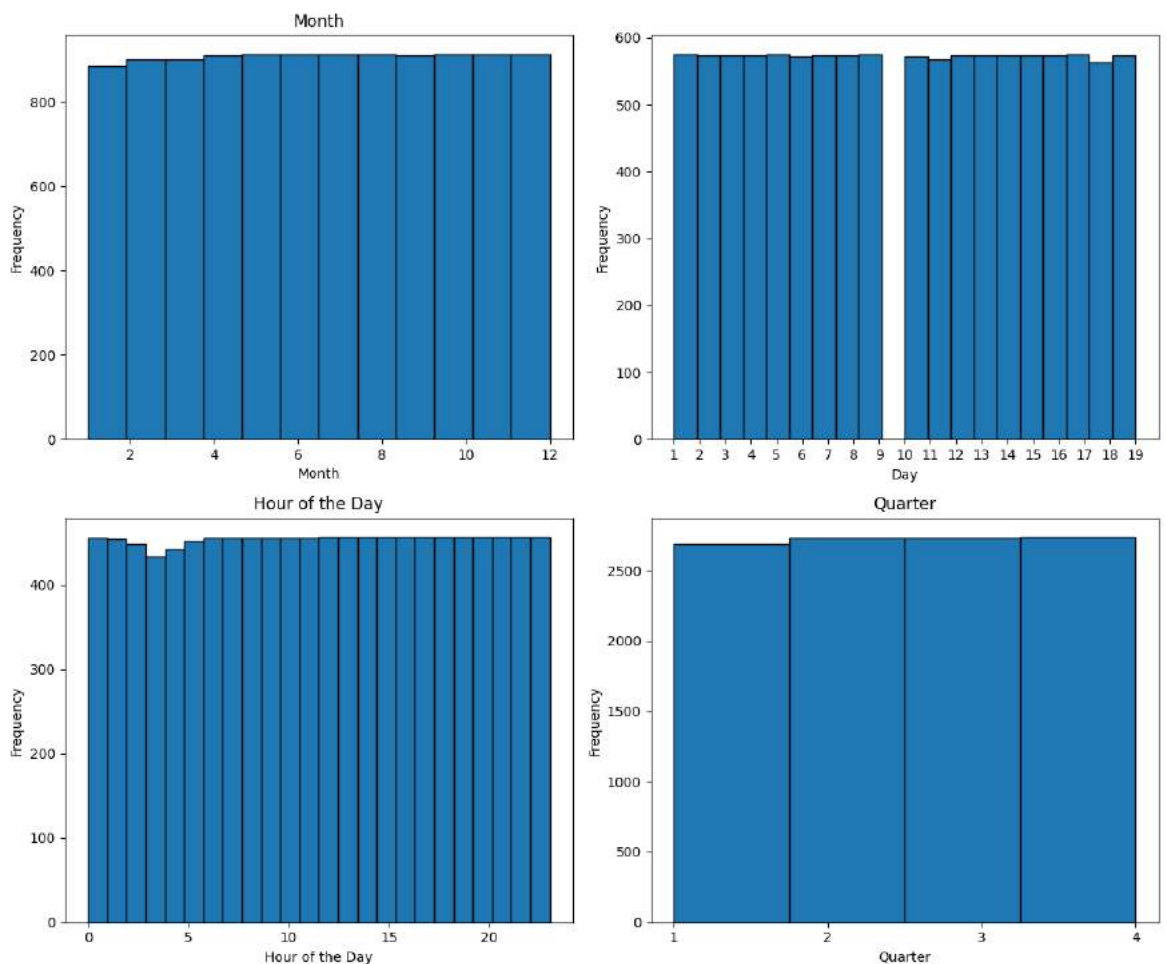 Month
800
600
400
200
0
Frequency
2 4 6 8 10 12
Month
600
500
400
300
200
100
0
Frequency
1 2 3 4 5 6 7 8 9 10 11 12 13 14 15 16 17 18 19
Day
Hour of the Day
400
300
200
100
0
Frequency
0 5 10 15 20
Hour of the Day
Quarter
2500
2000
1500
1000
500
0
Frequency
1 2 3 4
Quarter